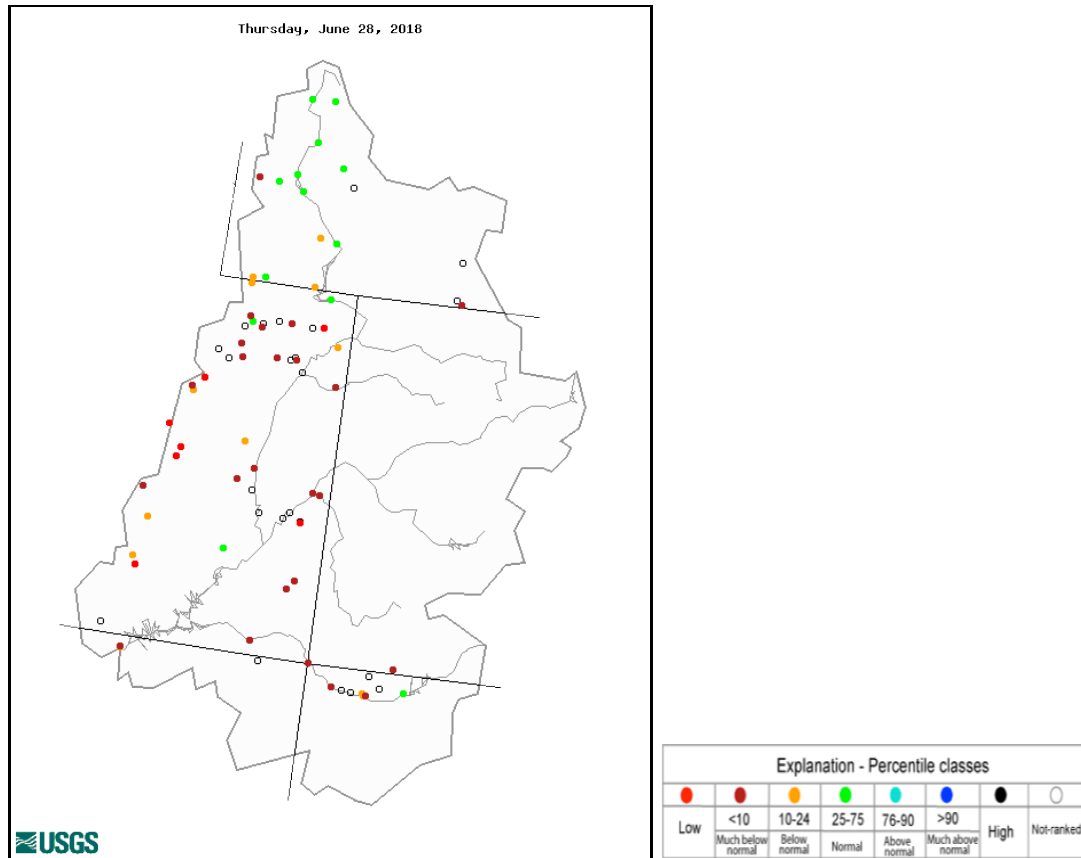 Thursday, June 28, 2018
USGS
Explanation - Percentile classes
Low <10 10-24 25-75 76-90 >90 High Not-ranked
Much below normal Below normal Normal Above normal Much above normal